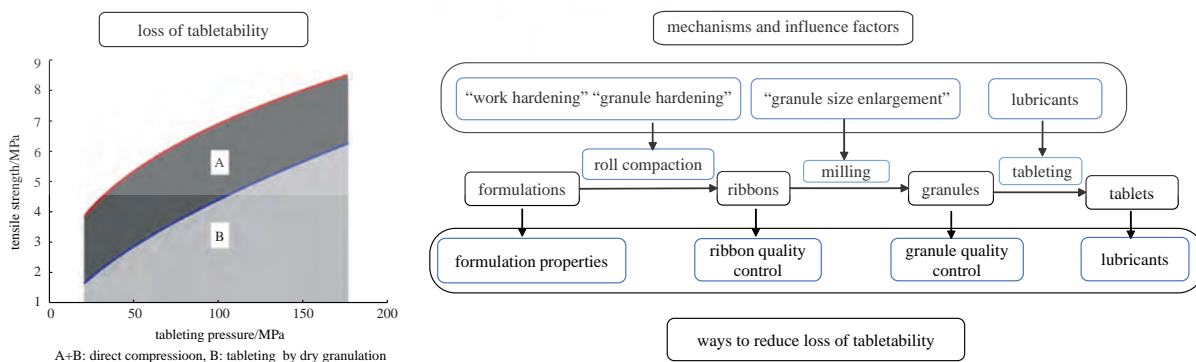 loss of tabletability
9
8
7
6
5
4
3
2
1
tensile strength/MPa
A
B
0
50
100
150
200
tableting pressure/MPa
A+B: direct compressioon, B: tableting by dry granulation
mechanisms and influence factors
“work hardening” “granule hardening”
“granule size enlargement”
lubricants
roll compaction
milling
tableting
formulations
ribbons
granules
tablets
formulation properties
ribbon quality
control
granule quality
control
lubricants
ways to reduce loss of tabletability